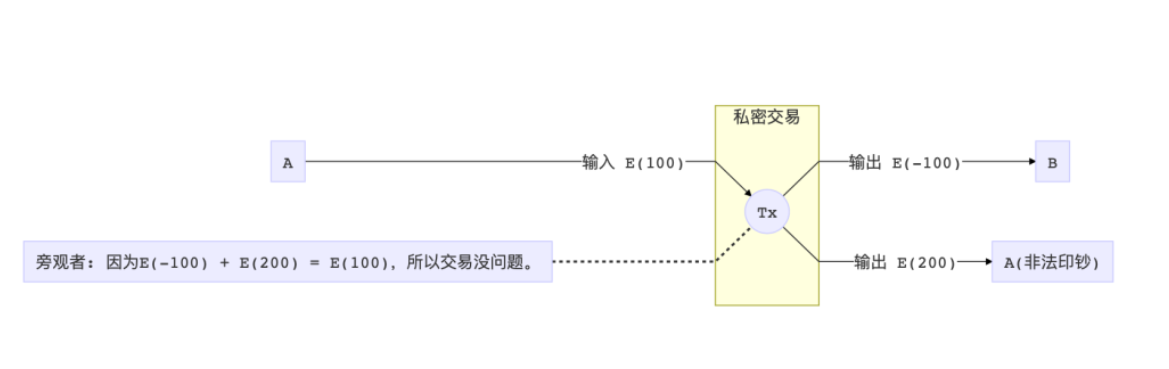 私密交易
A
输入 E(100)
输出 E(-100)
B
Tx
旁观者: 因为E(-100) + E(200) = E(100), 所以交易没问题。
输出 E(200)
A(非法印钞)